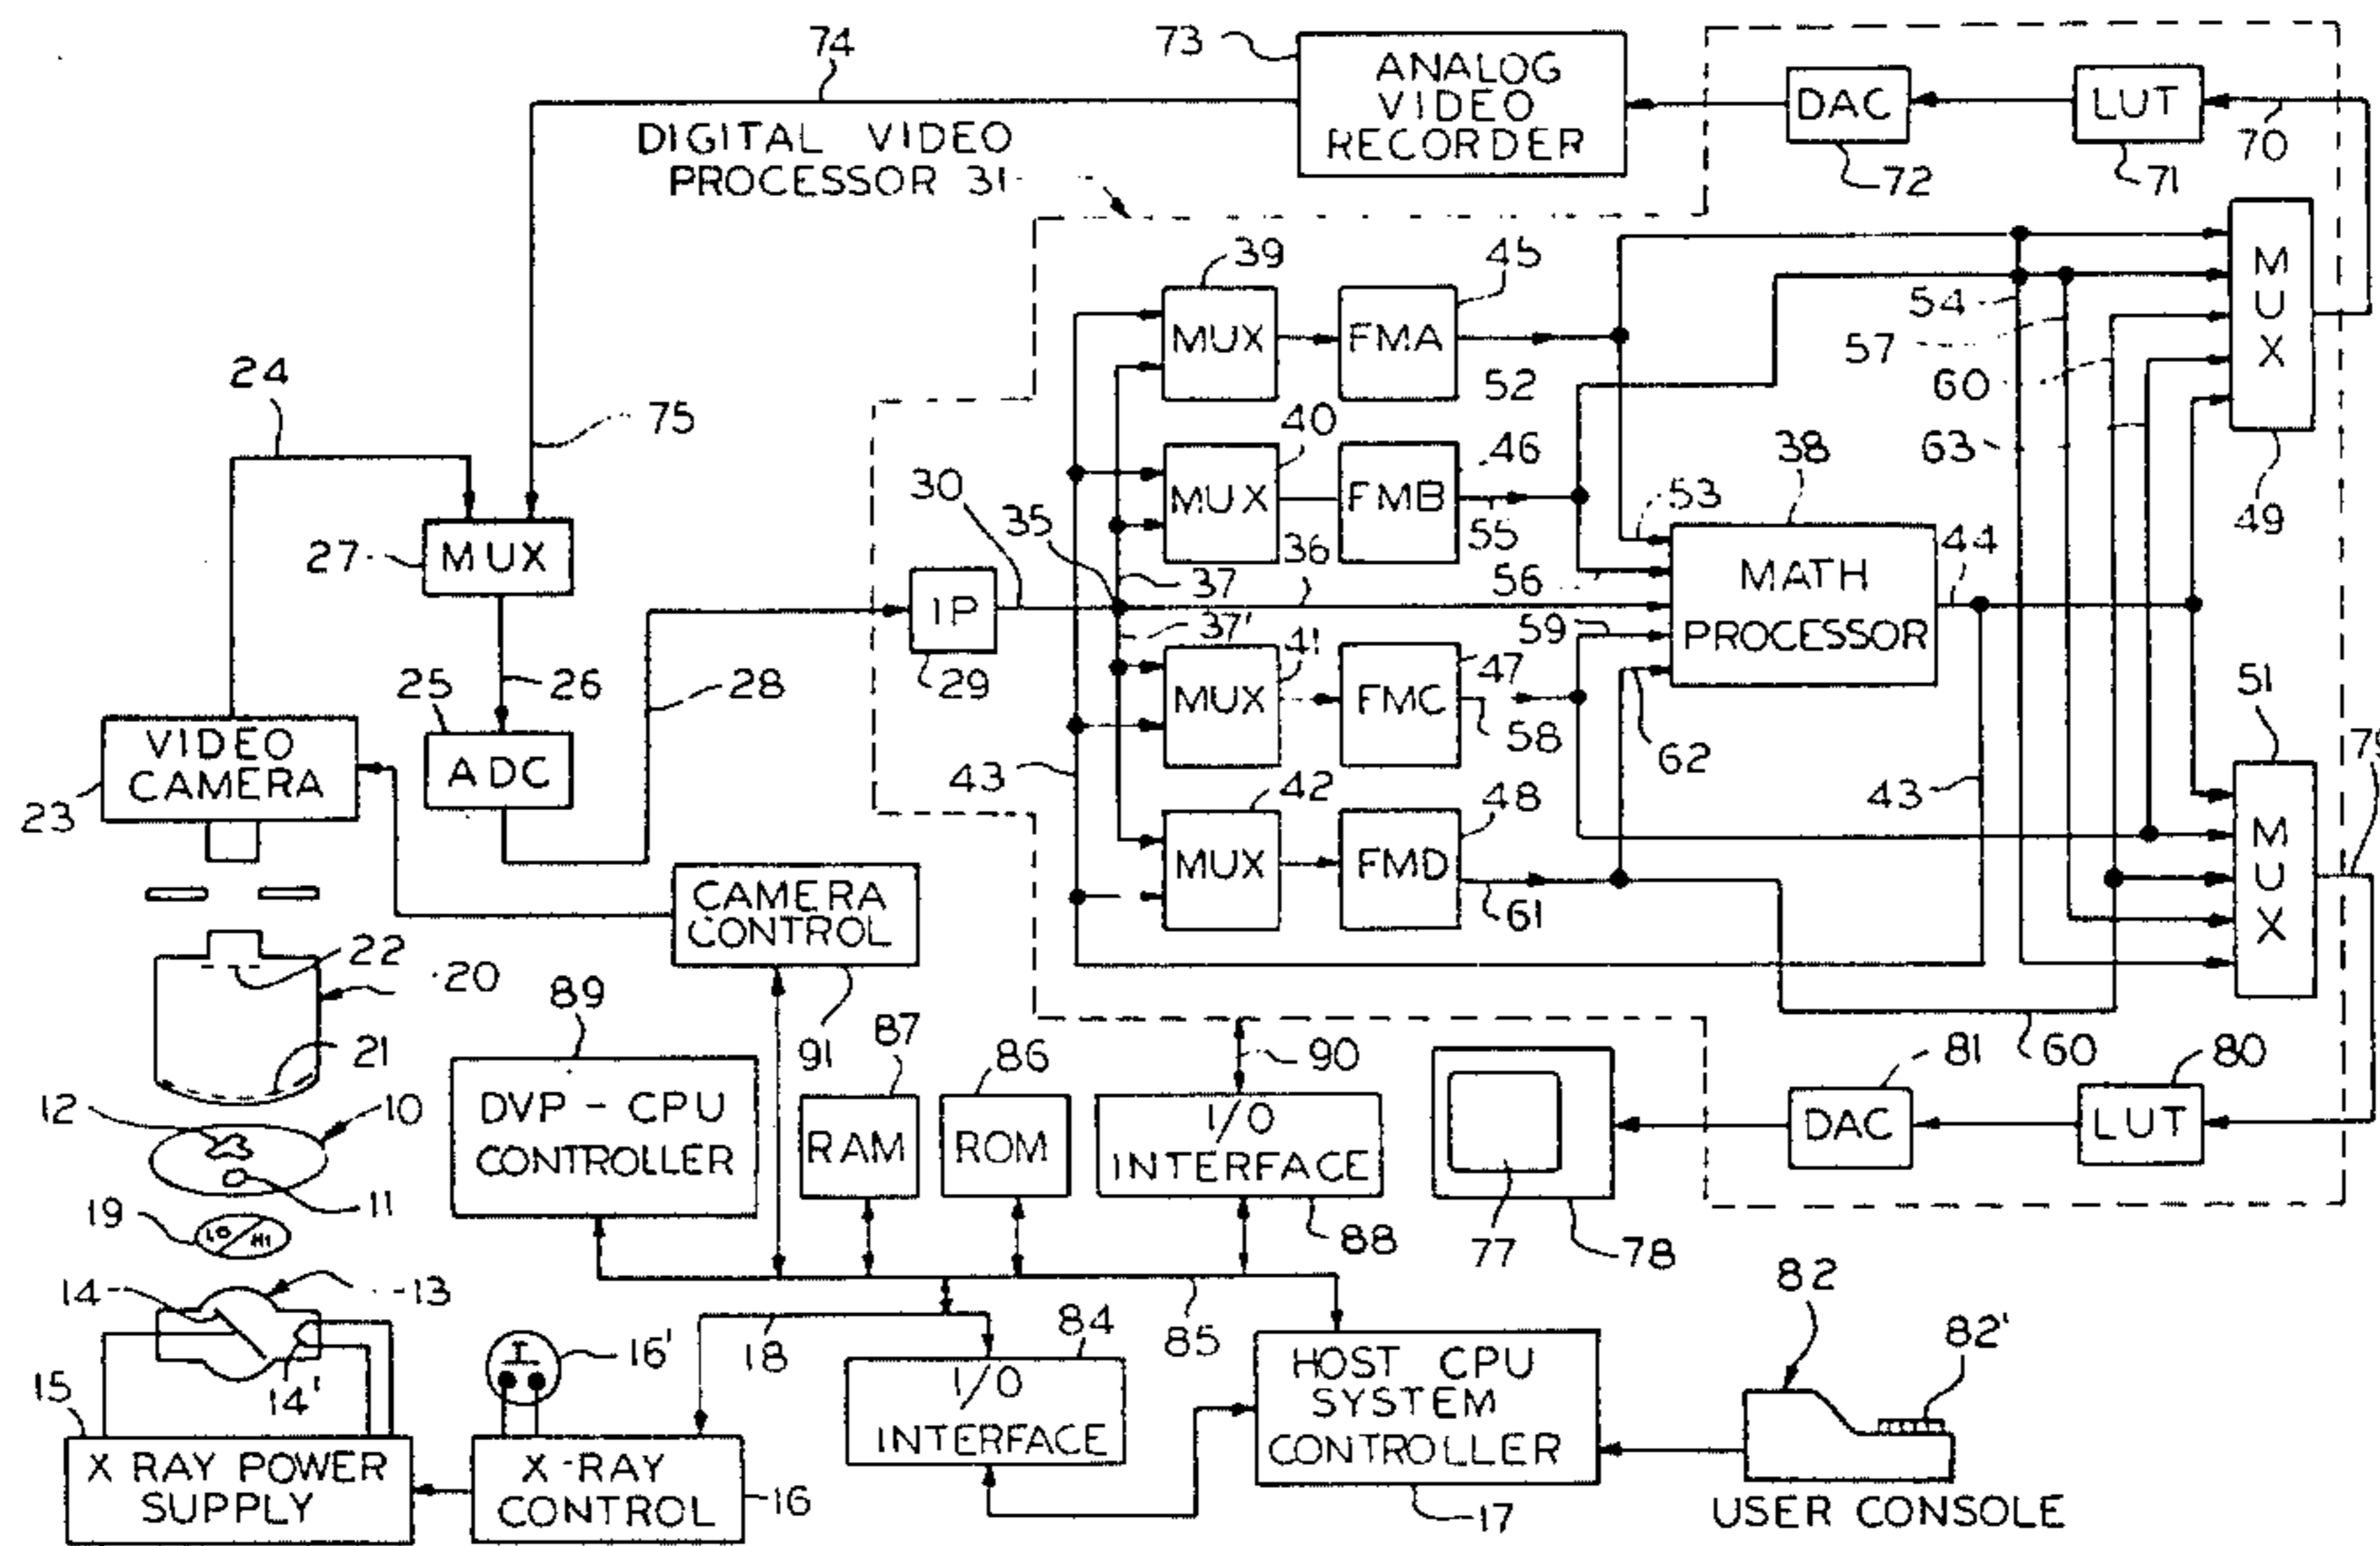 74
73
ANALOG
VIDEO
RECORDER
DAC
72
LUT
71
70
DIGITAL VIDEO
PROCESSOR 31
39
MUX
45
FMA
52
54
57
60
63
MUX
49
24
75
40
MUX
46
FMB
55
53
56
38
MATH
PROCESSOR
44
27
MUX
30
35
36
37
37'
IP
29
59
25
26
28
ADC
VIDEO
CAMERA
23
41
MUX
47
FMC
58
62
51
MUX
79
43
42
MUX
48
FMD
61
43
CAMERA
CONTROL
91
22
20
21
89
DVP - CPU
CONTROLLER
87
RAM
86
ROM
90
I/O
INTERFACE
88
60
81
DAC
80
LUT
77
78
12
10
11
19
LO
HI
14
13
14'
15
X RAY POWER
SUPPLY
16'
X-RAY
CONTROL
16
18
84
I/O
INTERFACE
85
HOST CPU
SYSTEM
CONTROLLER
17
82
82'
USER CONSOLE